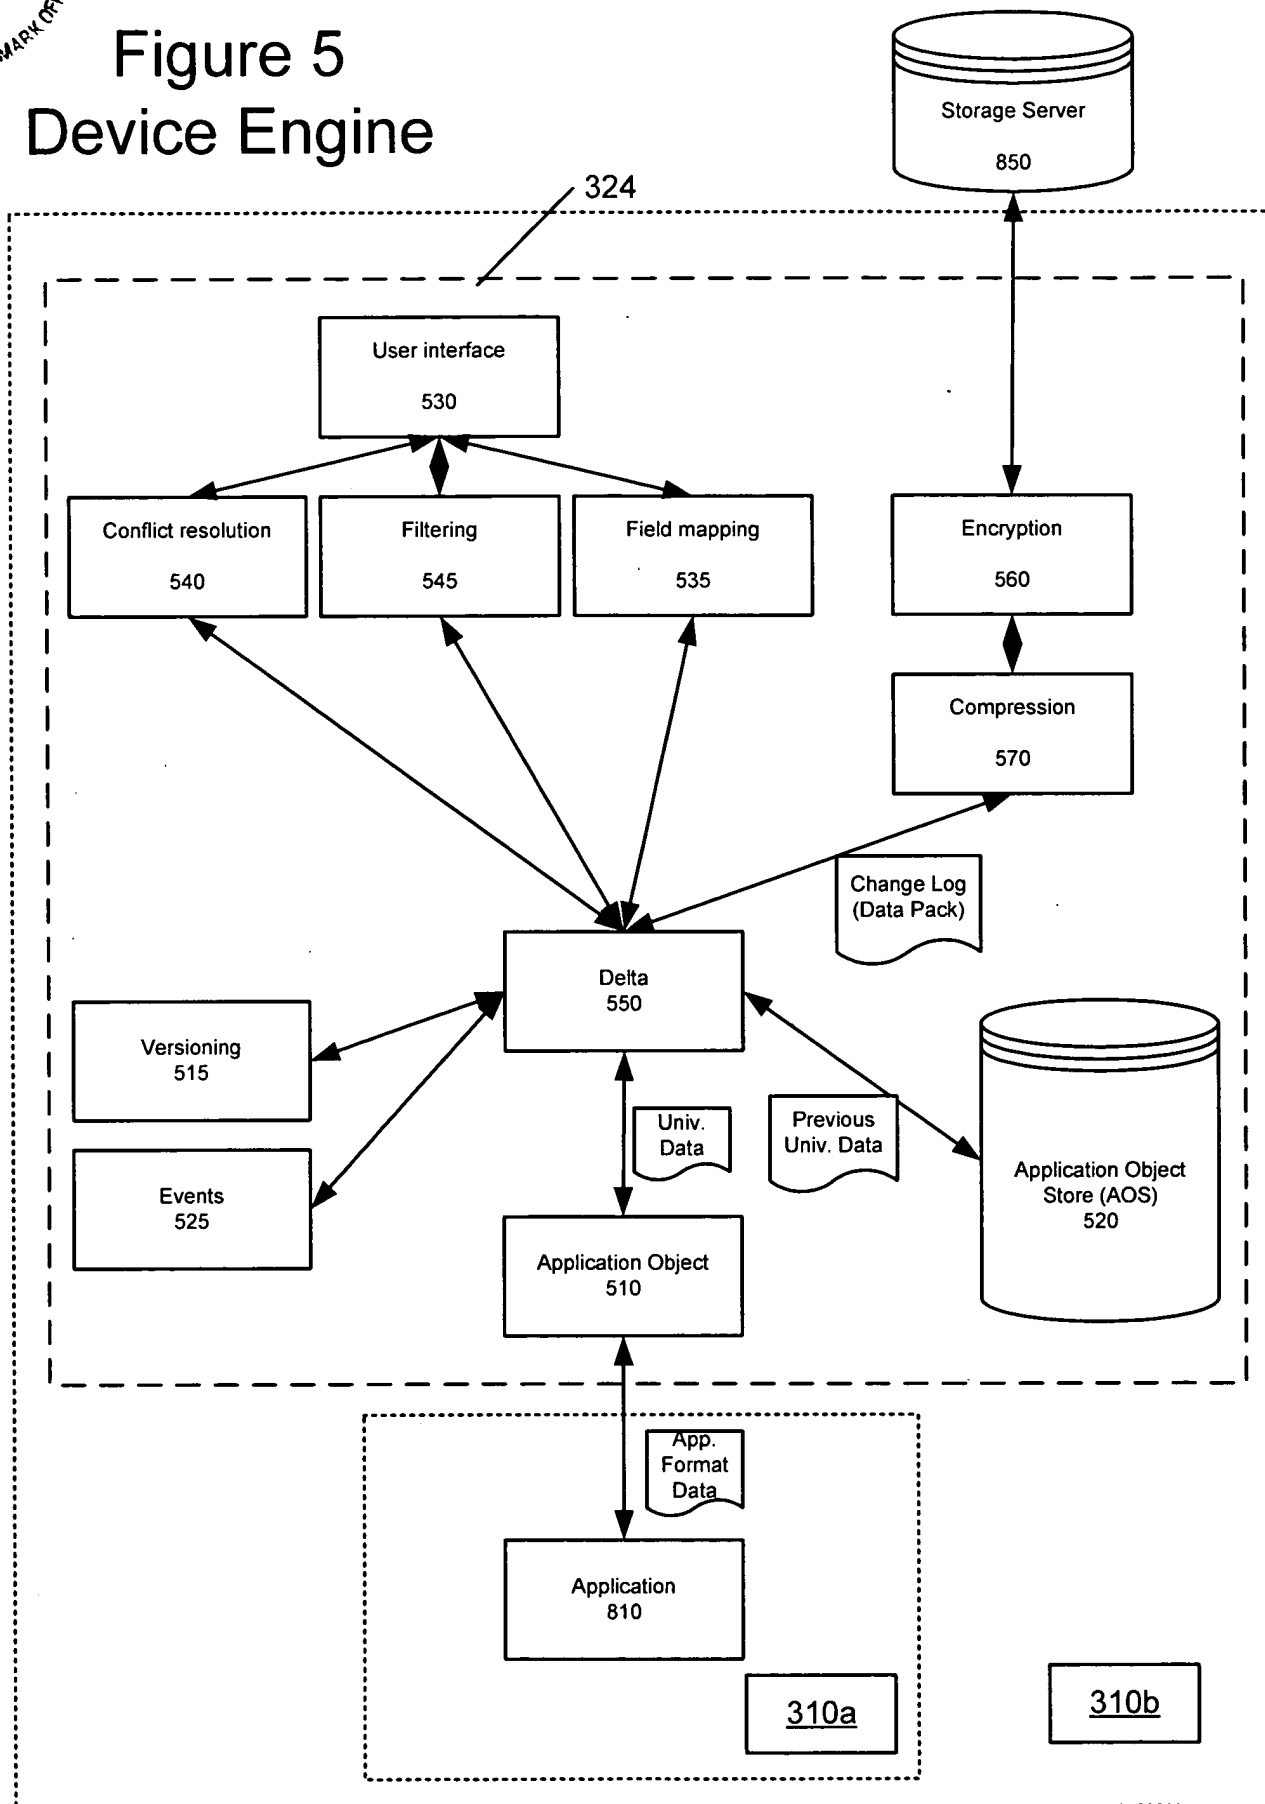 MARK OF
Figure 5
Device Engine
Storage Server
850
324
User interface
530
Conflict resolution
540
Filtering
545
Field mapping
535
Encryption
560
Compression
570
Change Log
(Data Pack)
Delta
550
Versioning
515
Events
525
Univ.
Data
Previous
Univ. Data
Application Object
Store (AOS)
520
Application Object
510
App.
Format
Data
Application
810
310a
310b